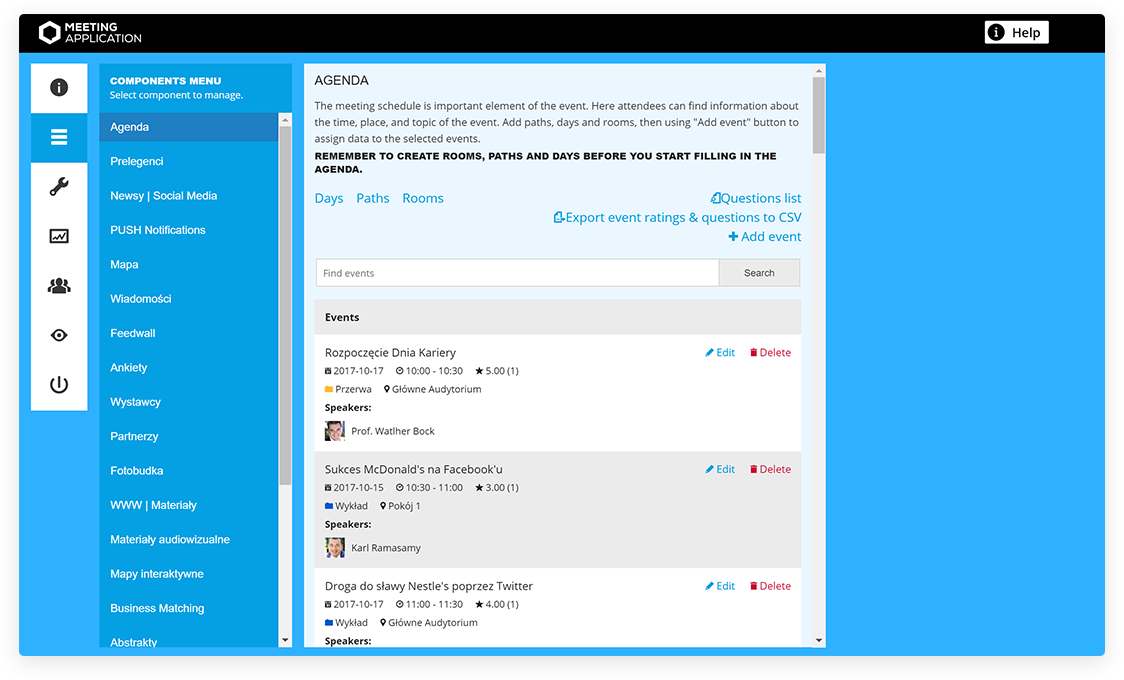 MEETING
APPLICATION
Help
COMPONENTS MENU
Select component to manage.
Agenda
Prelegenci
Newsy | Social Media
PUSH Notifications
Mapa
Wiadomości
Feedwall
Ankiety
Wystawcy
Partnerzy
Fotobudka
WWW | Materiały
Materiały audiowizualne
Mapy interaktywne
Business Matching
Abstrakty
AGENDA
The meeting schedule is important element of the event. Here attendees can find information about
the time, place, and topic of the event. Add paths, days and rooms, then using "Add event" button to
assign data to the selected events.
REMEMBER TO CREATE ROOMS, PATHS AND DAYS BEFORE YOU START FILLING IN THE
AGENDA.
Days Paths Rooms
Questions list
Export event ratings & questions to CSV
Add event
Find events Search
Events
Rozpoczęcie Dnia Kariery Edit Delete
2017-10-17 10:00 - 10:30 5.00 (1)
Przerwa Główne Audytorium
Speakers:
Prof. Watlher Bock
Sukces McDonald's na Facebook'u Edit Delete
2017-10-15 10:30 - 11:00 3.00 (1)
Wykład Pokój 1
Speakers:
Karl Ramasamy
Droga do sławy Nestle's poprzez Twitter Edit Delete
2017-10-17 11:00 - 11:30 4.00 (1)
Wykład Główne Audytorium
Speakers: